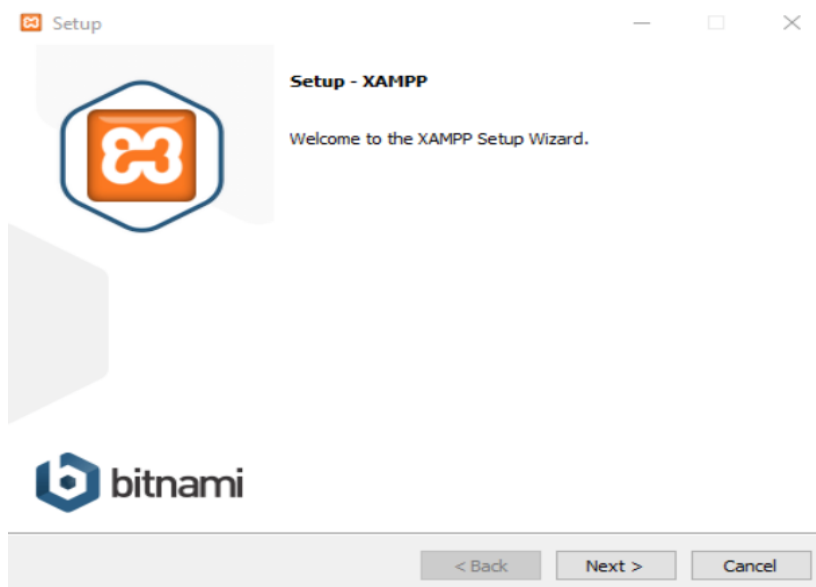 Setup
Setup - XAMPP
Welcome to the XAMPP Setup Wizard.
bitnami
< Back
Next >
Cancel